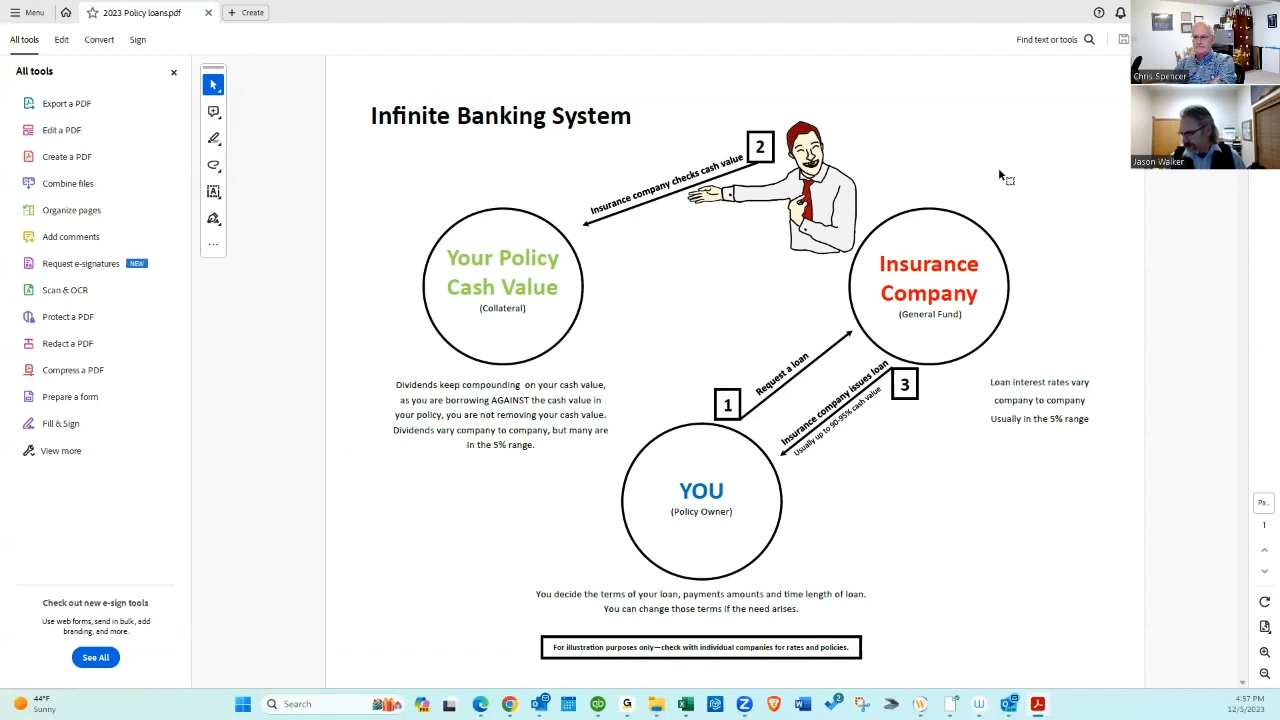 Menu
2023 Policy loans.pdf
Create
All tools
Edit
Convert
Sign
Find text or tools
Chris Spencer
Jason Walker
All tools
Export a PDF
Edit a PDF
Create a PDF
Combine files
Organize pages
Add comments
Request e-signatures NEW
Scan & OCR
Protect a PDF
Redact a PDF
Compress a PDF
Prepare a form
Fill & Sign
View more
Check out new e-sign tools
Use web forms, send in bulk, add
branding, and more.
See All
Infinite Banking System
2
Insurance company checks cash value
Your Policy
Cash Value
(Collateral)
Insurance
Company
(General Fund)
Dividends keep compounding on your cash value,
as you are borrowing AGAINST the cash value in
your policy, you are not removing your cash value.
Dividends vary company to company, but many are
in the 5% range.
1
Request a loan
Insurance company issues loan
Usually up to 90-95% cash value
3
Loan interest rates vary
company to company
Usually in the 5% range
YOU
(Policy Owner)
You decide the terms of your loan, payments amounts and time length of loan.
You can change those terms if the need arises.
For illustration purposes only—check with individual companies for rates and policies.
Pa...
1
44°F
Sunny
Search
2
4:57 PM
12/5/2023